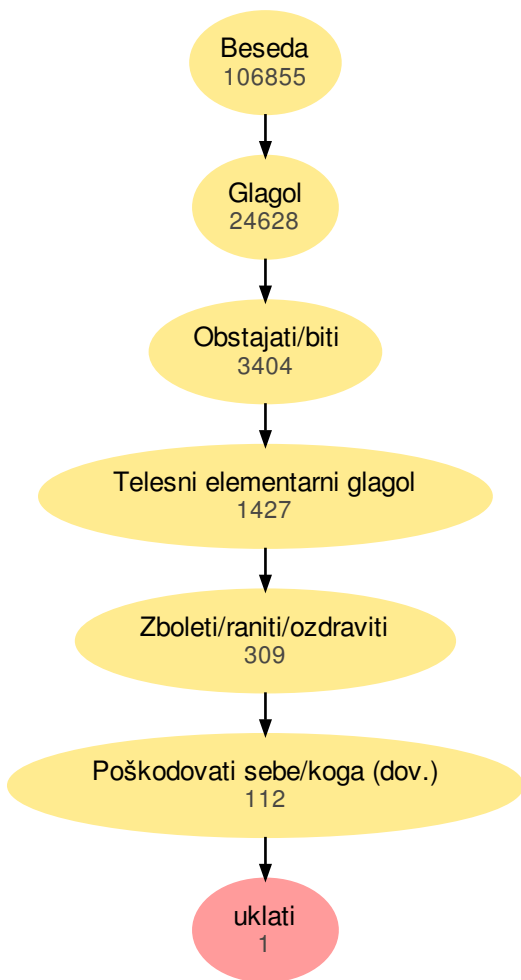 Beseda
106855
Glagol
24628
Obstajati/biti
3404
Telesni elementarni glagol
1427
Zboleti/raniti/ozdraviti
309
Poškodovati sebe/koga (dov.)
112
uklati
1